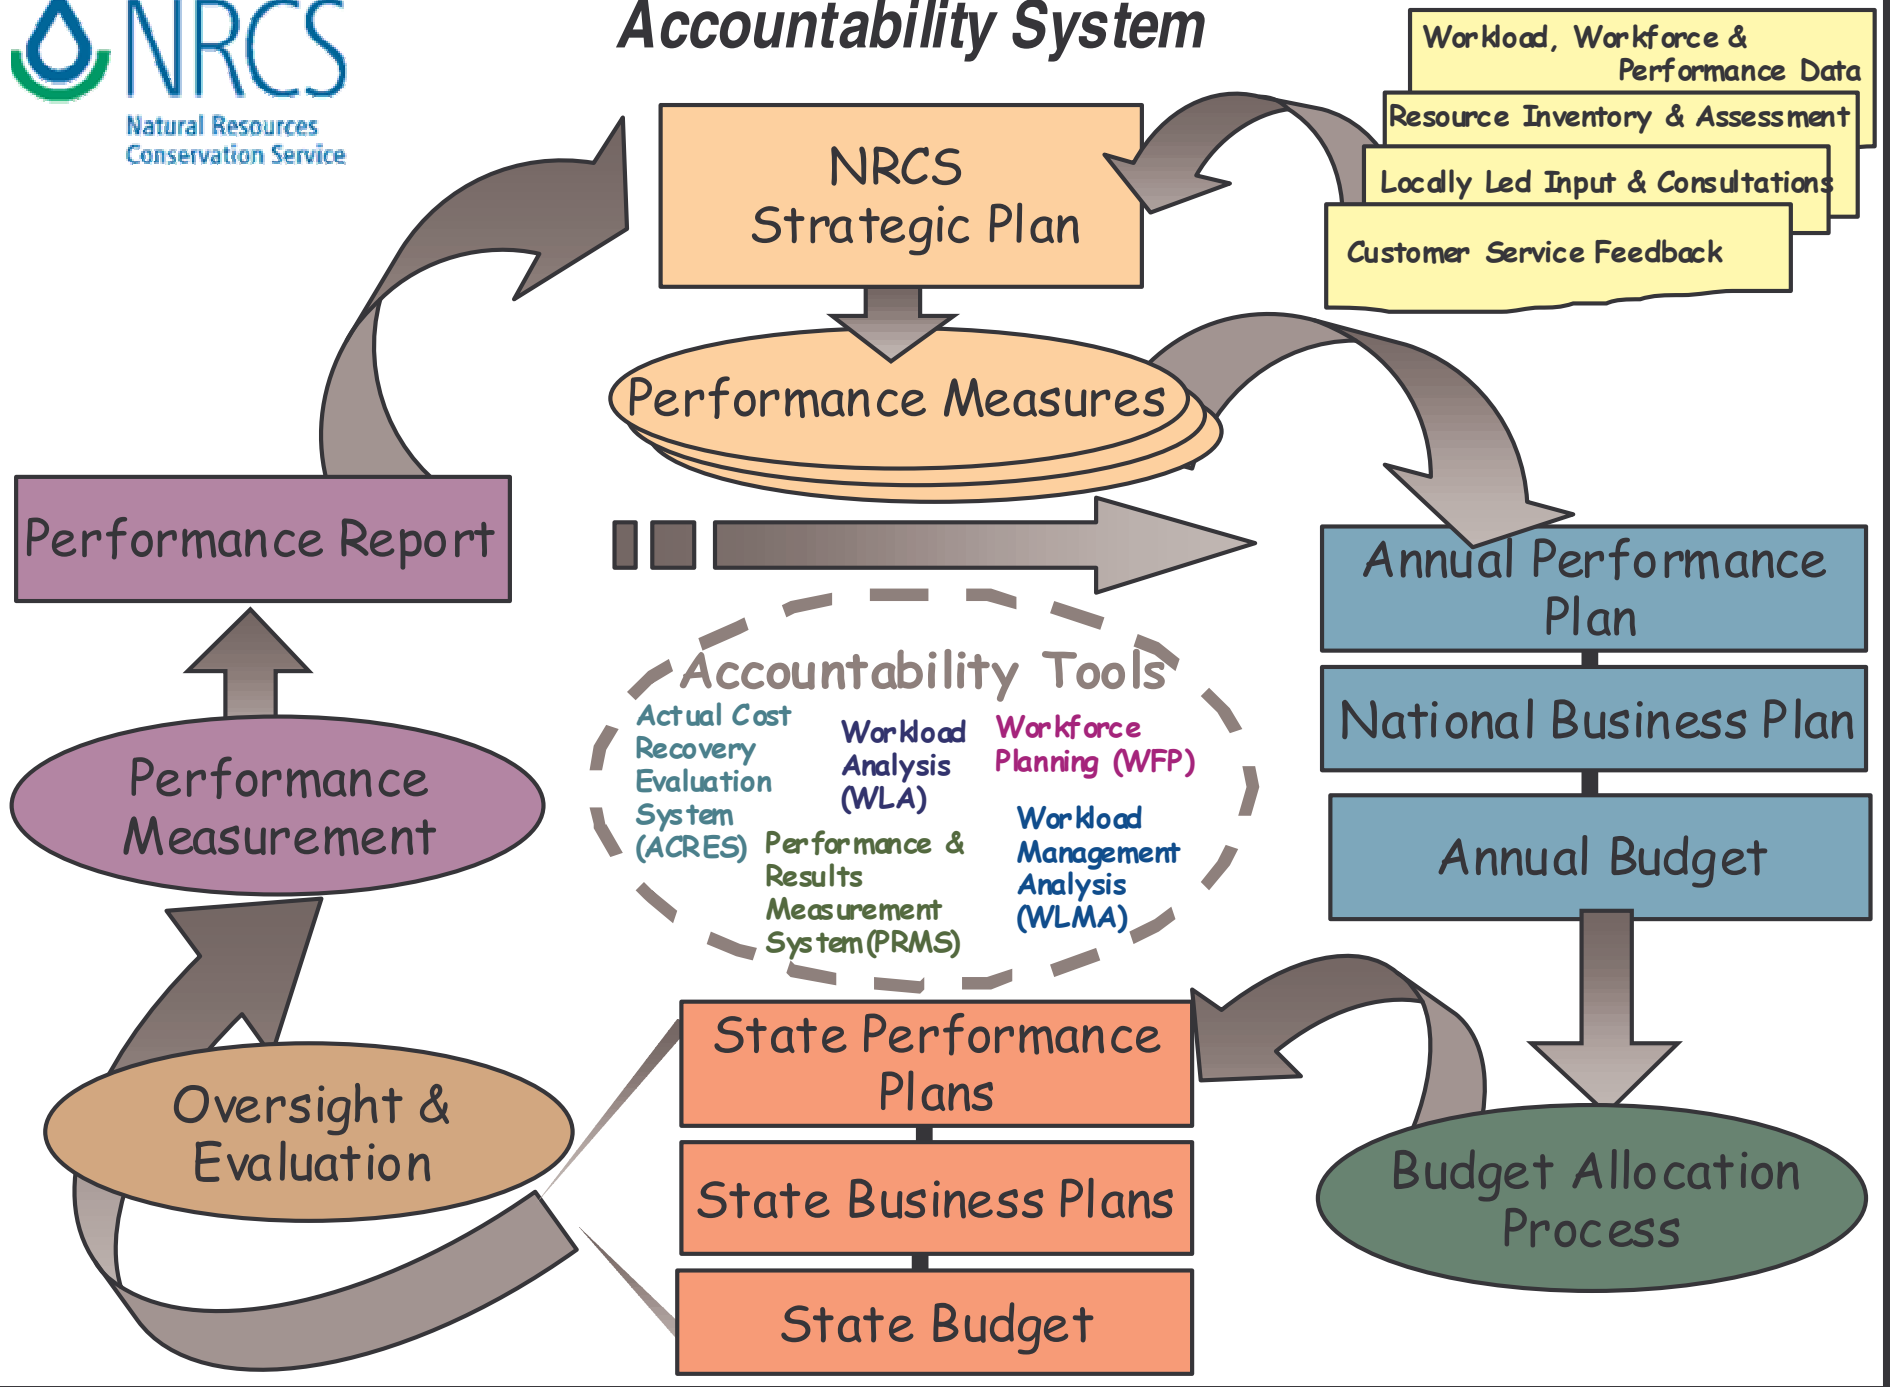 NRCS
Natural Resources
Conservation Service
Accountability System
Workload, Workforce &
Performance Data
Resource Inventory & Assessment
Locally Led Input & Consultations
Customer Service Feedback
NRCS
Strategic Plan
Performance Measures
Performance Report
Annual Performance
Plan
National Business Plan
Annual Budget
Accountability Tools
Actual Cost
Recovery
Evaluation
System
(ACRES)
Workload
Analysis
(WLA)
Workforce
Planning (WFP)
Performance &
Results
Measurement
System(PRMS)
Workload
Management
Analysis
(WLMA)
Performance
Measurement
Oversight &
Evaluation
State Performance
Plans
State Business Plans
State Budget
Budget Allocation
Process